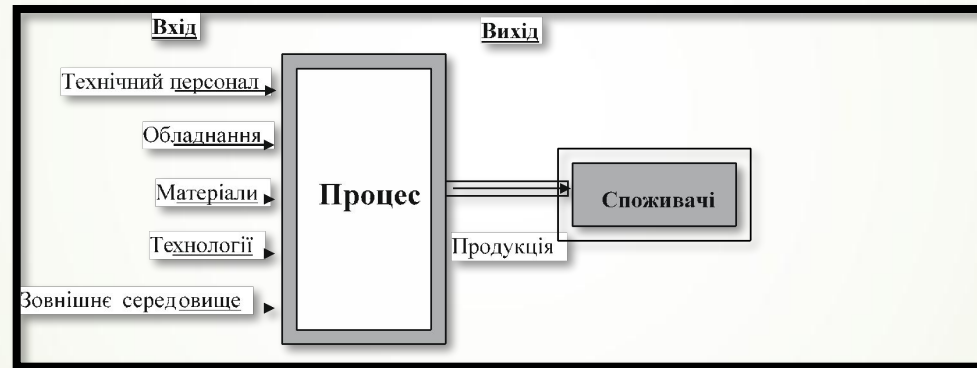 Вхід
Вихід
Технічний персонал
Обладнання
Матеріали
Технології
Зовнішнє середовище
Процес
Продукція
Споживачі